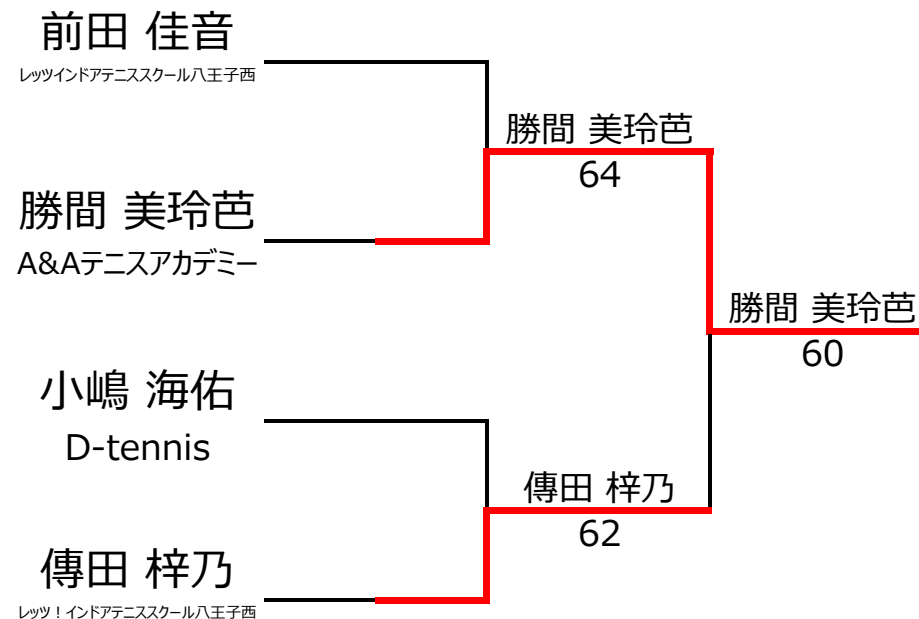 前田 佳音
レッツインドアテニススクール八王子西
勝間 美玲芭
64
勝間 美玲芭
A&Aテニスアカデミー
勝間 美玲芭
60
小嶋 海佑
D-tennis
傳田 梓乃
62
傳田 梓乃
レッツ！インドアテニススクール八王子西